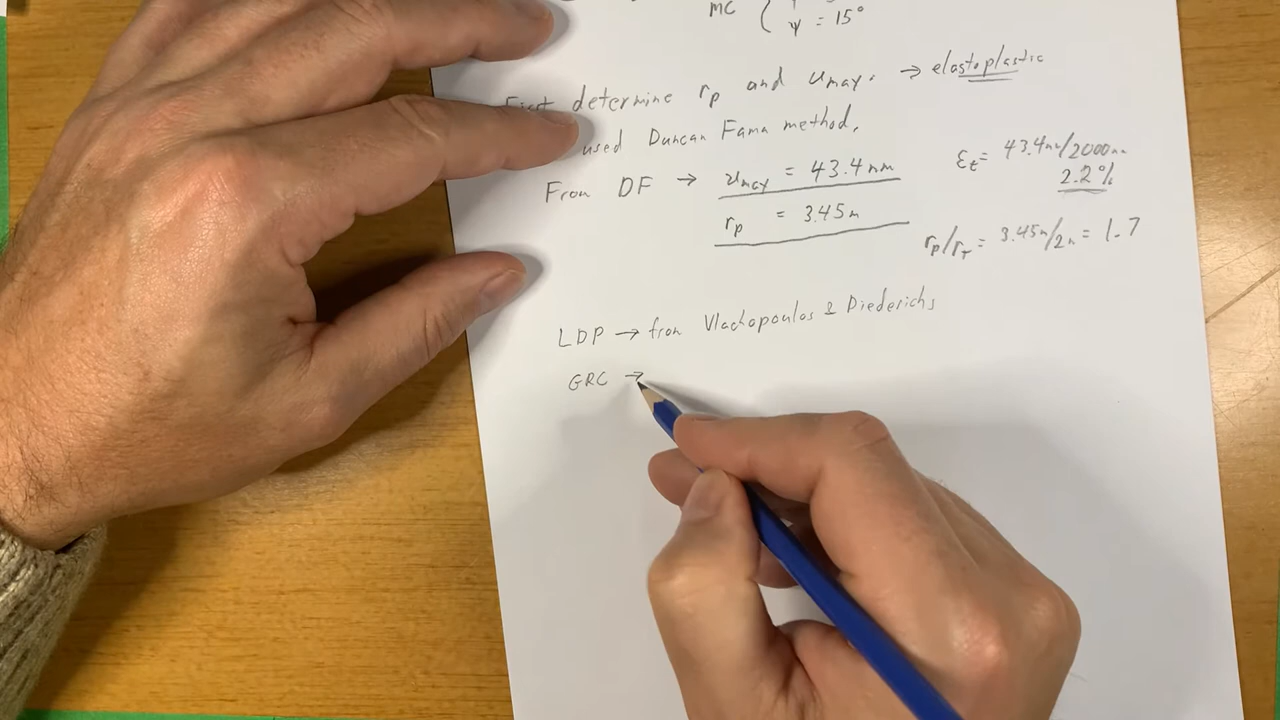 MC {
ψ = 15°
First determine rp and umax. → elastoplastic
used Duncan Fama method.
From DF → umax = 43.4 mm
rp = 3.45m
εt = 43.4mm/2000mm
2.2%
rp/rT = 3.45m/2m = 1.7
LDP → from Vlachopoulos & Diederichs
GRC →